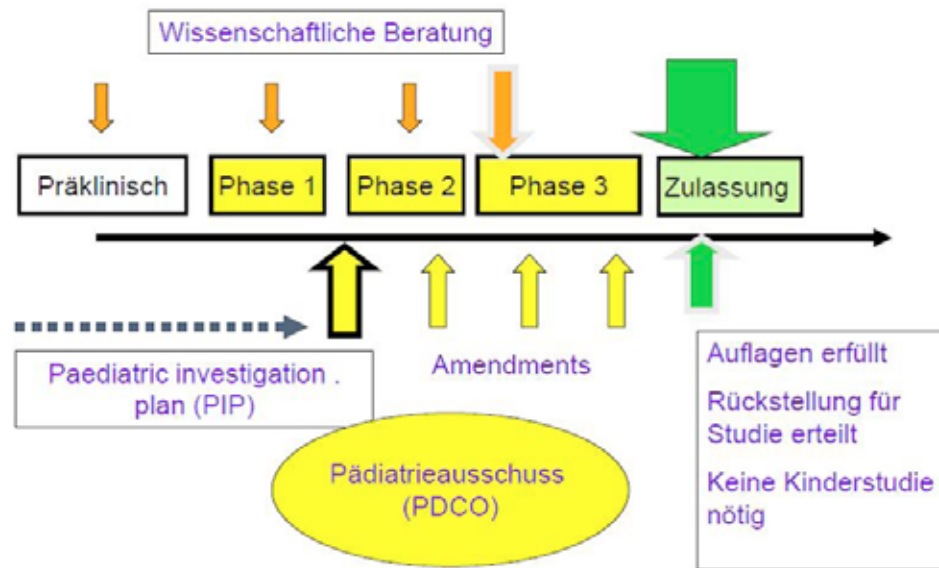 Wissenschaftliche Beratung
Präklinisch
Phase 1
Phase 2
Phase 3
Zulassung
Paediatric investigation .
plan (PIP)
Amendments
Pädiatrieausschuss
(PDCO)
Auflagen erfüllt
Rückstellung für
Studie erteilt
Keine Kinderstudie
nötig